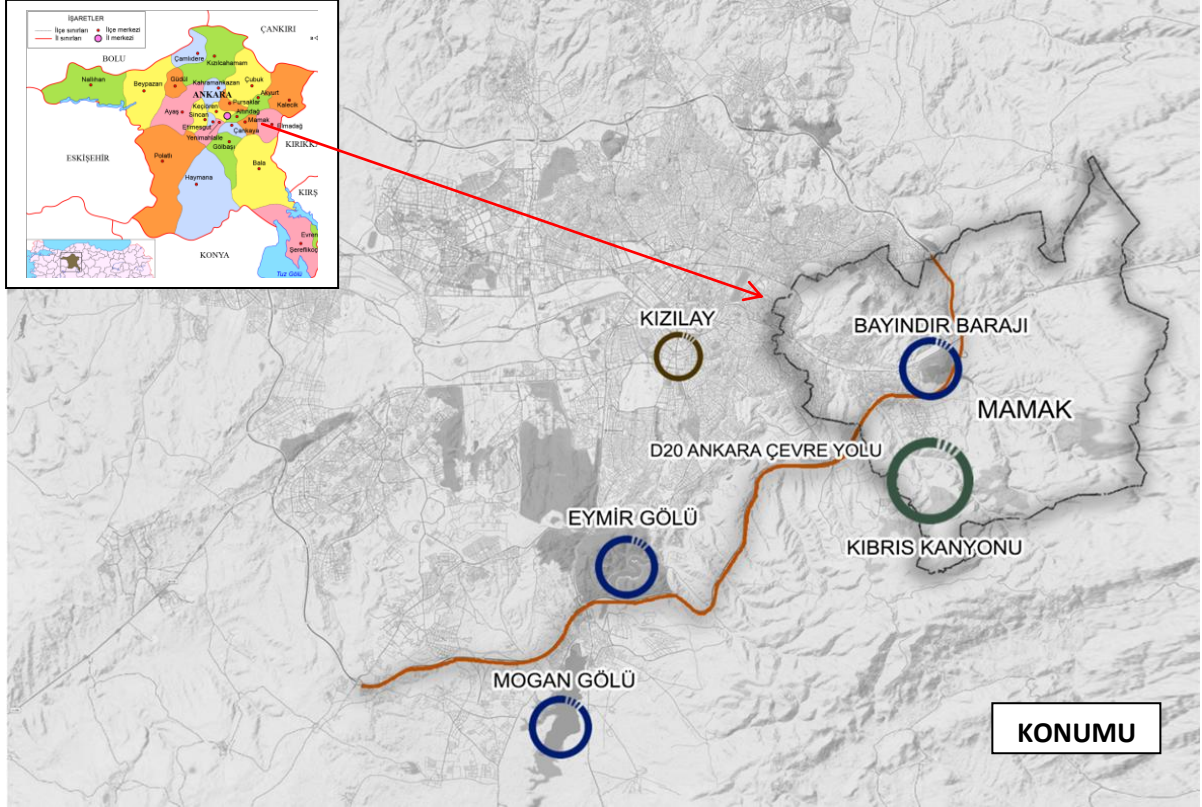 İŞARETLER
İlçe sınırları
İlçe merkezi
İl sınırları
İl merkezi
ÇANKIRI
BOLU
Çamlıdere
Kızılcahamam
Nallıhan
Beypazarı
Güdül
Kahramankazan
Çubuk
ANKARA
Akyurt
Pursaklar
Kalecik
Ayaş
Keçiören
Altındağ
Sincan
Mamak
Elmadağ
Etimesgut
Çankaya
Yenimahalle
Gölbaşı
KIRIKK
ESKİŞEHİR
Polatlı
Bala
Haymana
KIRŞ
Evren
Şereflikoç
KONYA
Tuz Gölü
KIZILAY
BAYINDIR BARAJI
MAMAK
D20 ANKARA ÇEVRE YOLU
EYMİR GÖLÜ
KIBRIS KANYONU
MOGAN GÖLÜ
KONUMU